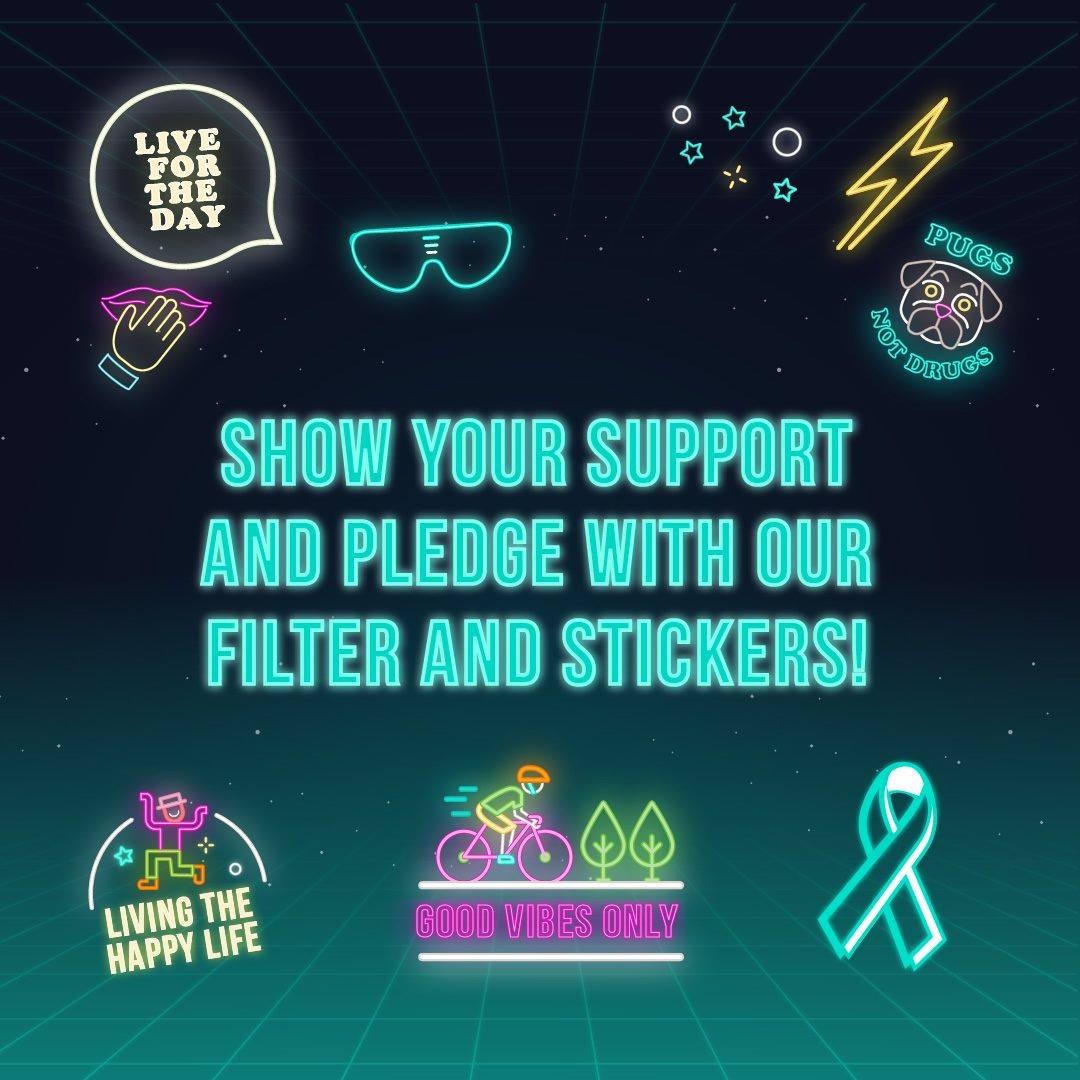 LIVE
FOR
THE
DAY
PUGS
NOT DRUGS
SHOW YOUR SUPPORT
AND PLEDGE WITH OUR
FILTER AND STICKERS!
LIVING THE
HAPPY LIFE
GOOD VIBES ONLY